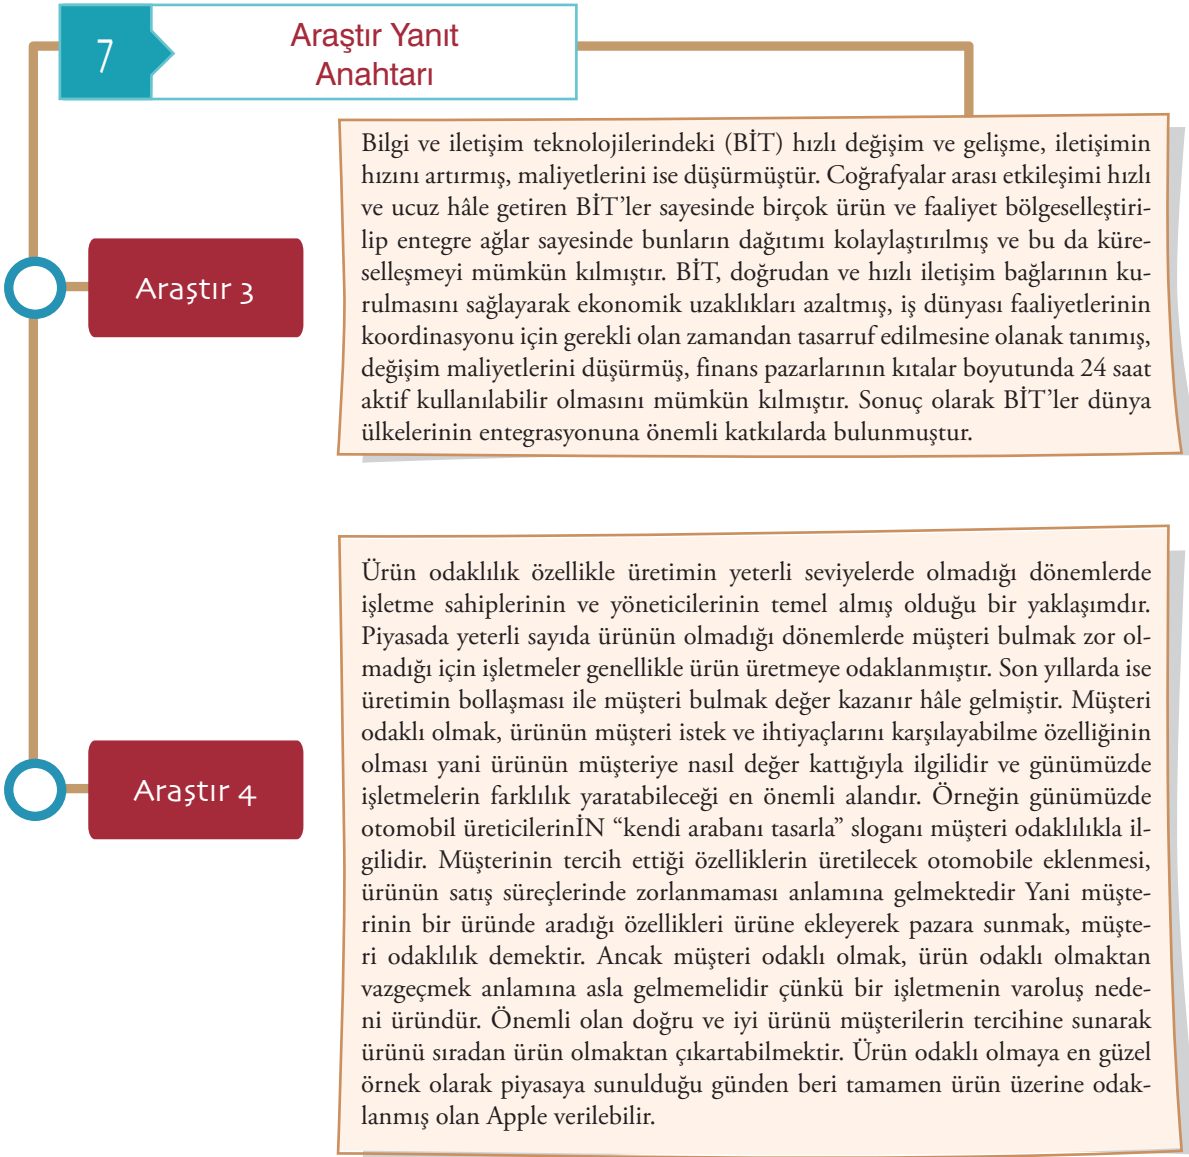 7
Araştır Yanıt
Anahtarı
Araştır 3
Bilgi ve iletişim teknolojilerindeki (BİT) hızlı değişim ve gelişme, iletişimin
hızını artırmış, maliyetlerini ise düşürmüştür. Coğrafyalar arası etkileşimi hızlı
ve ucuz hâle getiren BİT’ler sayesinde birçok ürün ve faaliyet bölgeselleştiri-
lip entegre ağlar sayesinde bunların dağıtımı kolaylaştırılmış ve bu da küre-
selleşmeyi mümkün kılmıştır. BİT, doğrudan ve hızlı iletişim bağlarının ku-
rulmasını sağlayarak ekonomik uzaklıkları azaltmış, iş dünyası faaliyetlerinin
koordinasyonu için gerekli olan zamandan tasarruf edilmesine olanak tanımış,
değişim maliyetlerini düşürmüş, finans pazarlarının kıtalar boyutunda 24 saat
aktif kullanılabilir olmasını mümkün kılmıştır. Sonuç olarak BİT’ler dünya
ülkelerinin entegrasyonuna önemli katkılarda bulunmuştur.
Araştır 4
Ürün odaklılık özellikle üretimin yeterli seviyelerde olmadığı dönemlerde
işletme sahiplerinin ve yöneticilerinin temel almış olduğu bir yaklaşımdır.
Piyasada yeterli sayıda ürünün olmadığı dönemlerde müşteri bulmak zor ol-
madığı için işletmeler genellikle ürün üretmeye odaklanmıştır. Son yıllarda ise
üretimin bollaşması ile müşteri bulmak değer kazanır hâle gelmiştir. Müşteri
odaklı olmak, ürünün müşteri istek ve ihtiyaçlarını karşılayabilme özelliğinin
olması yani ürünün müşteriye nasıl değer kattığıyla ilgilidir ve günümüzde
işletmelerin farklılık yaratabileceği en önemli alandır. Örneğin günümüzde
otomobil üreticilerinİN “kendi arabanı tasarla” sloganı müşteri odaklılıkla il-
gilidir. Müşterinin tercih ettiği özelliklerin üretilecek otomobile eklenmesi,
ürünün satış süreçlerinde zorlanmaması anlamına gelmektedir Yani müşte-
rinin bir üründe aradığı özellikleri ürüne ekleyerek pazara sunmak, müşte-
ri odaklılık demektir. Ancak müşteri odaklı olmak, ürün odaklı olmaktan
vazgeçmek anlamına asla gelmemelidir çünkü bir işletmenin varoluş nede-
ni üründür. Önemli olan doğru ve iyi ürünü müşterilerin tercihine sunarak
ürünü sıradan ürün olmaktan çıkartabilmektir. Ürün odaklı olmaya en güzel
örnek olarak piyasaya sunulduğu günden beri tamamen ürün üzerine odak-
lanmış olan Apple verilebilir.